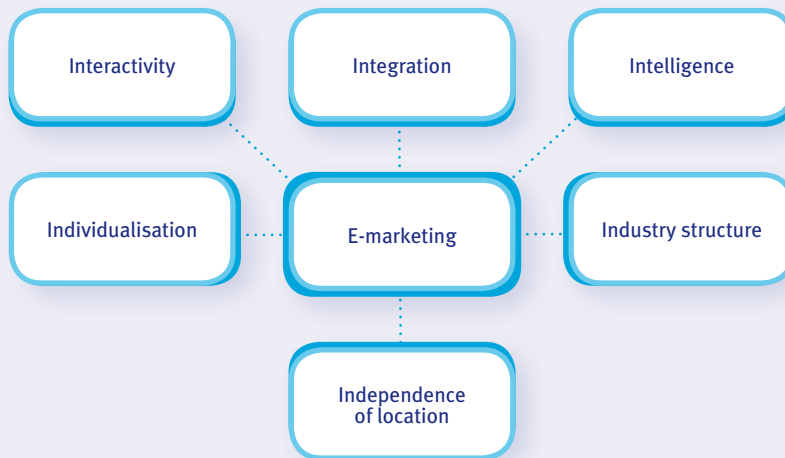 Interactivity
Integration
Intelligence
Individualisation
E-marketing
Industry structure
Independence
of location